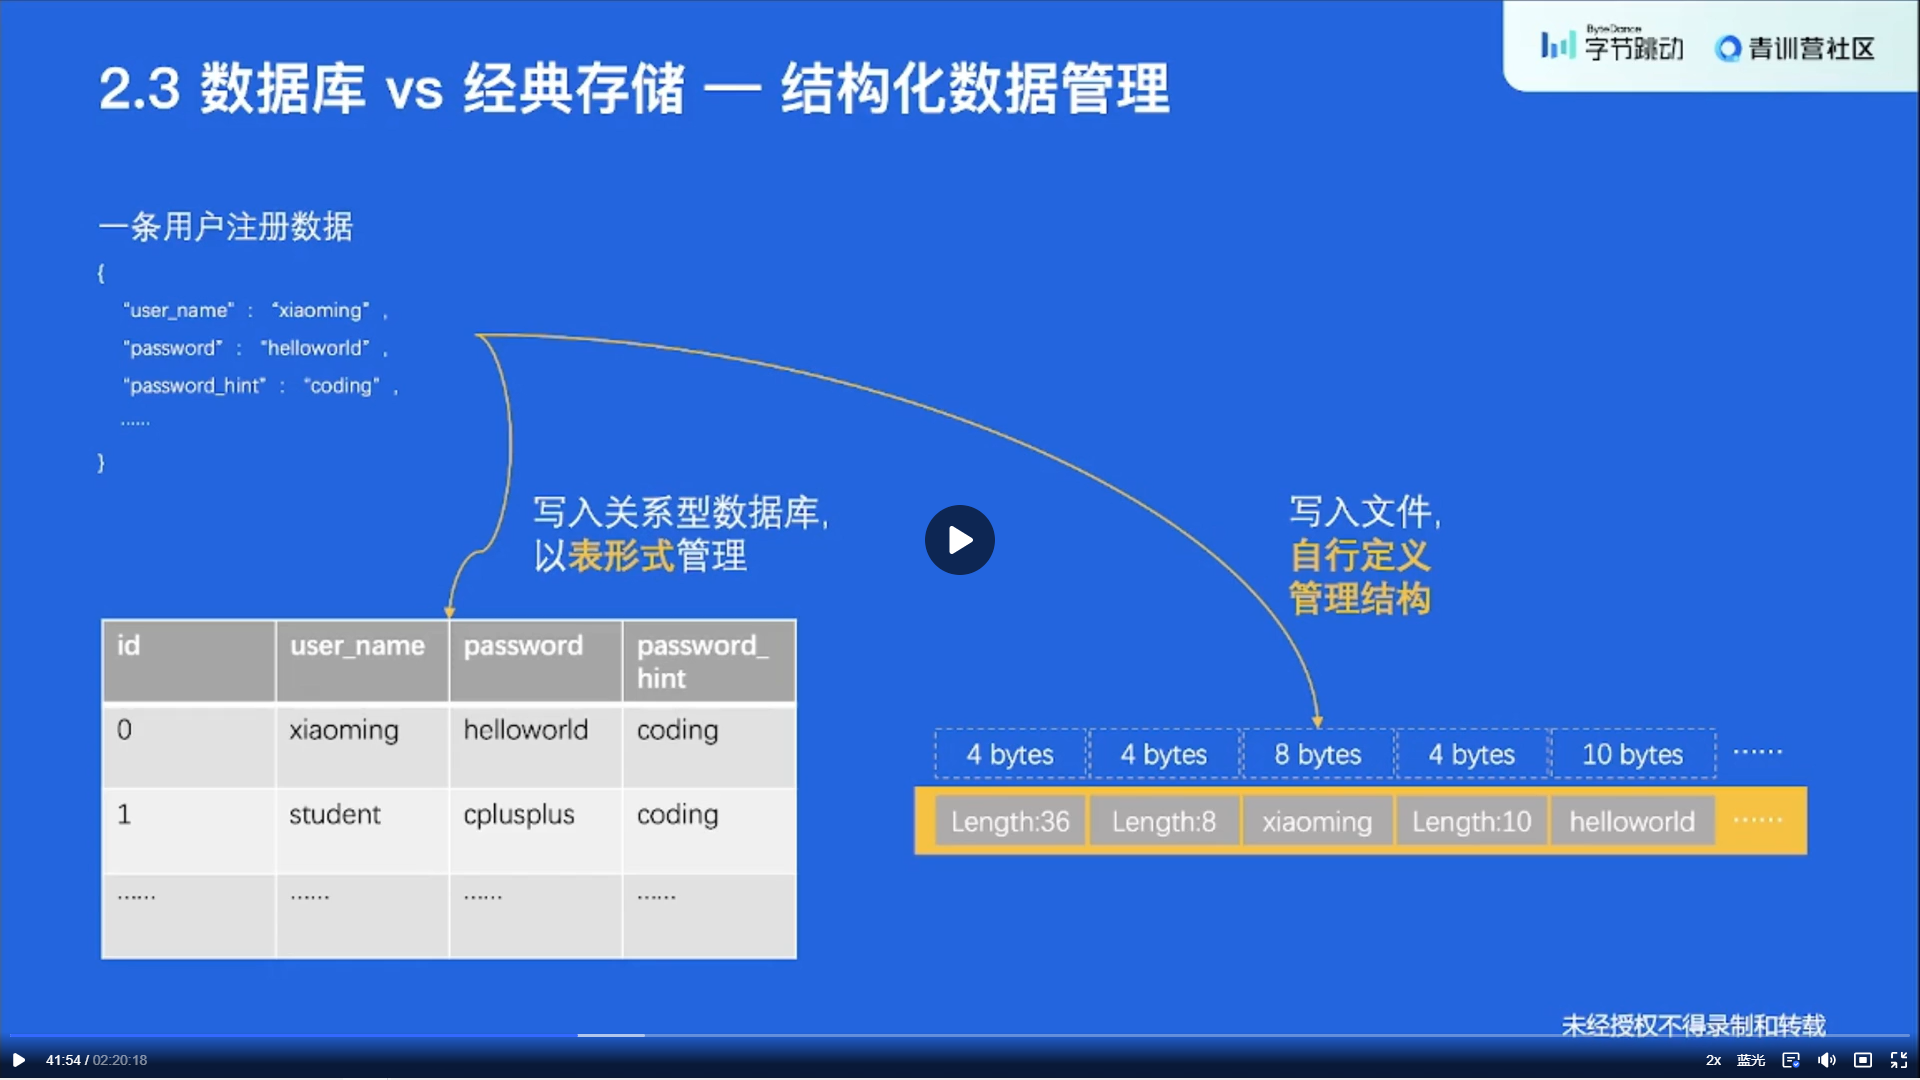 2.3 数据库 vs 经典存储 — 结构化数据管理
ByteDance
字节跳动
青训营社区
一条用户注册数据
{
“user_name” : “xiaoming” ,
“password” : “helloworld” ,
“password_hint” : “coding” ,
……
}
写入关系型数据库,
以表形式管理
写入文件,
自行定义
管理结构
id user_name password password_
hint
0 xiaoming helloworld coding
1 student cplusplus coding
…… …… …… ……
4 bytes 4 bytes 8 bytes 4 bytes 10 bytes ……
Length:36 Length:8 xiaoming Length:10 helloworld ……
未经授权不得录制和转载
41:54 / 02:20:18
2x 蓝光